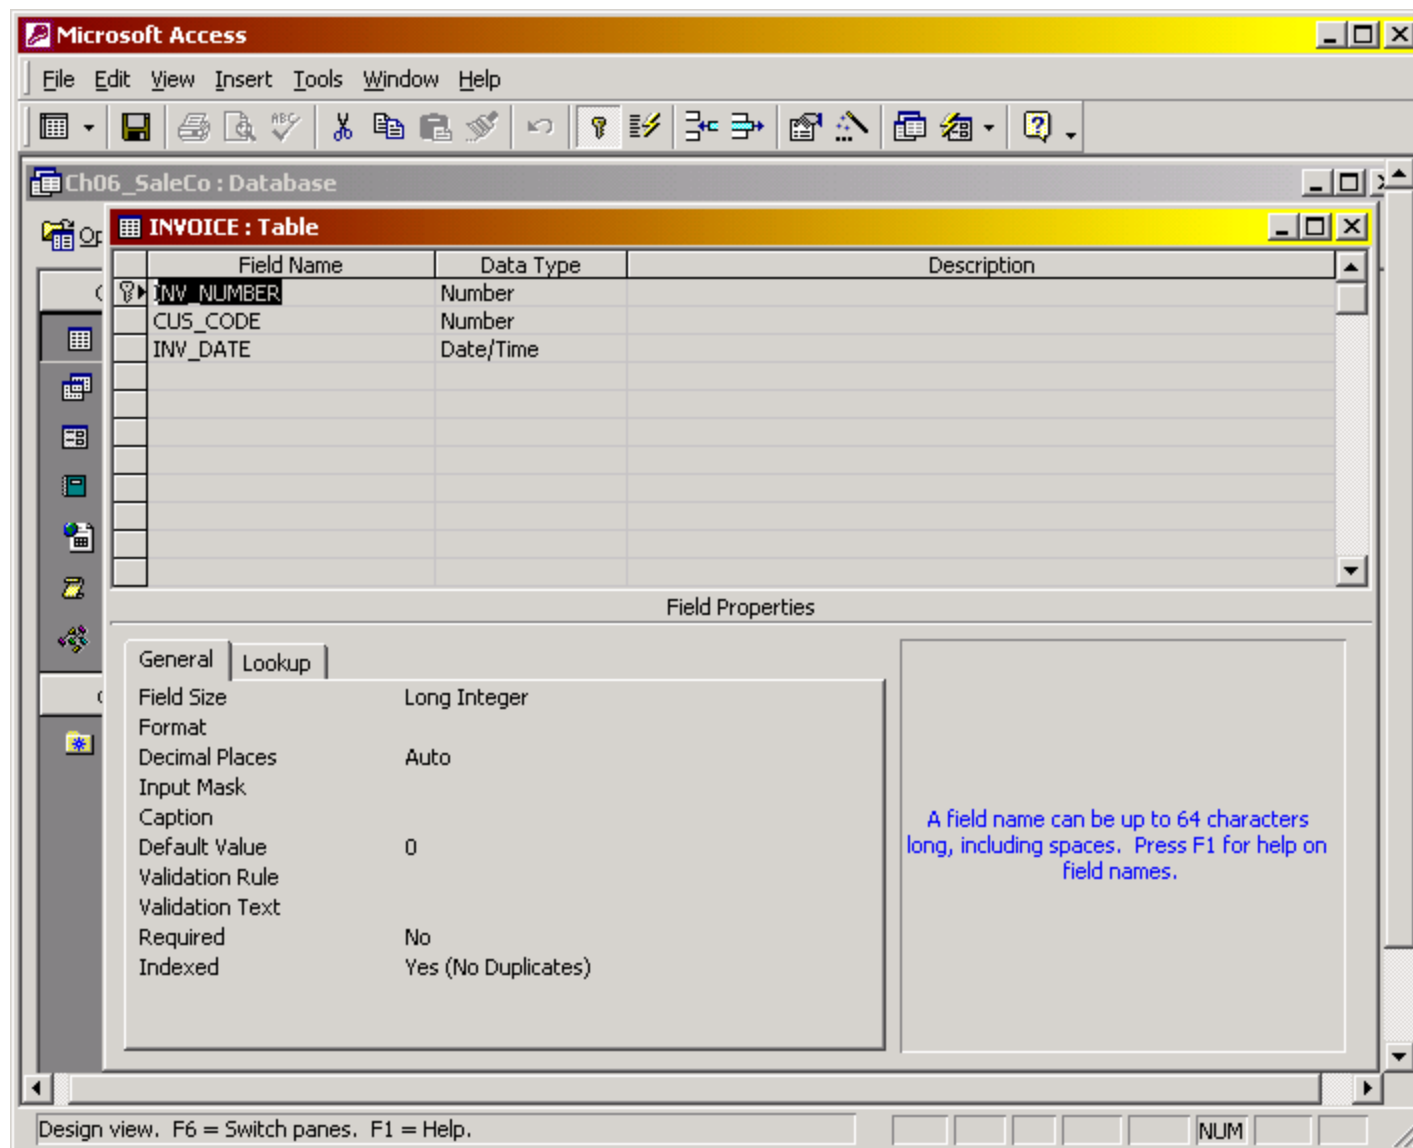 Microsoft Access
File Edit View Insert Tools Window Help
ABC
Ch06_SaleCo : Database
Op
INVOICE : Table
Field Name Data Type Description
INV_NUMBER Number
CUS_CODE Number
INV_DATE Date/Time
Field Properties
General Lookup
Field Size Long Integer
Format
Decimal Places Auto
Input Mask
Caption
Default Value 0
Validation Rule
Validation Text
Required No
Indexed Yes (No Duplicates)
A field name can be up to 64 characters
long, including spaces. Press F1 for help on
field names.
Design view. F6 = Switch panes. F1 = Help.
NUM